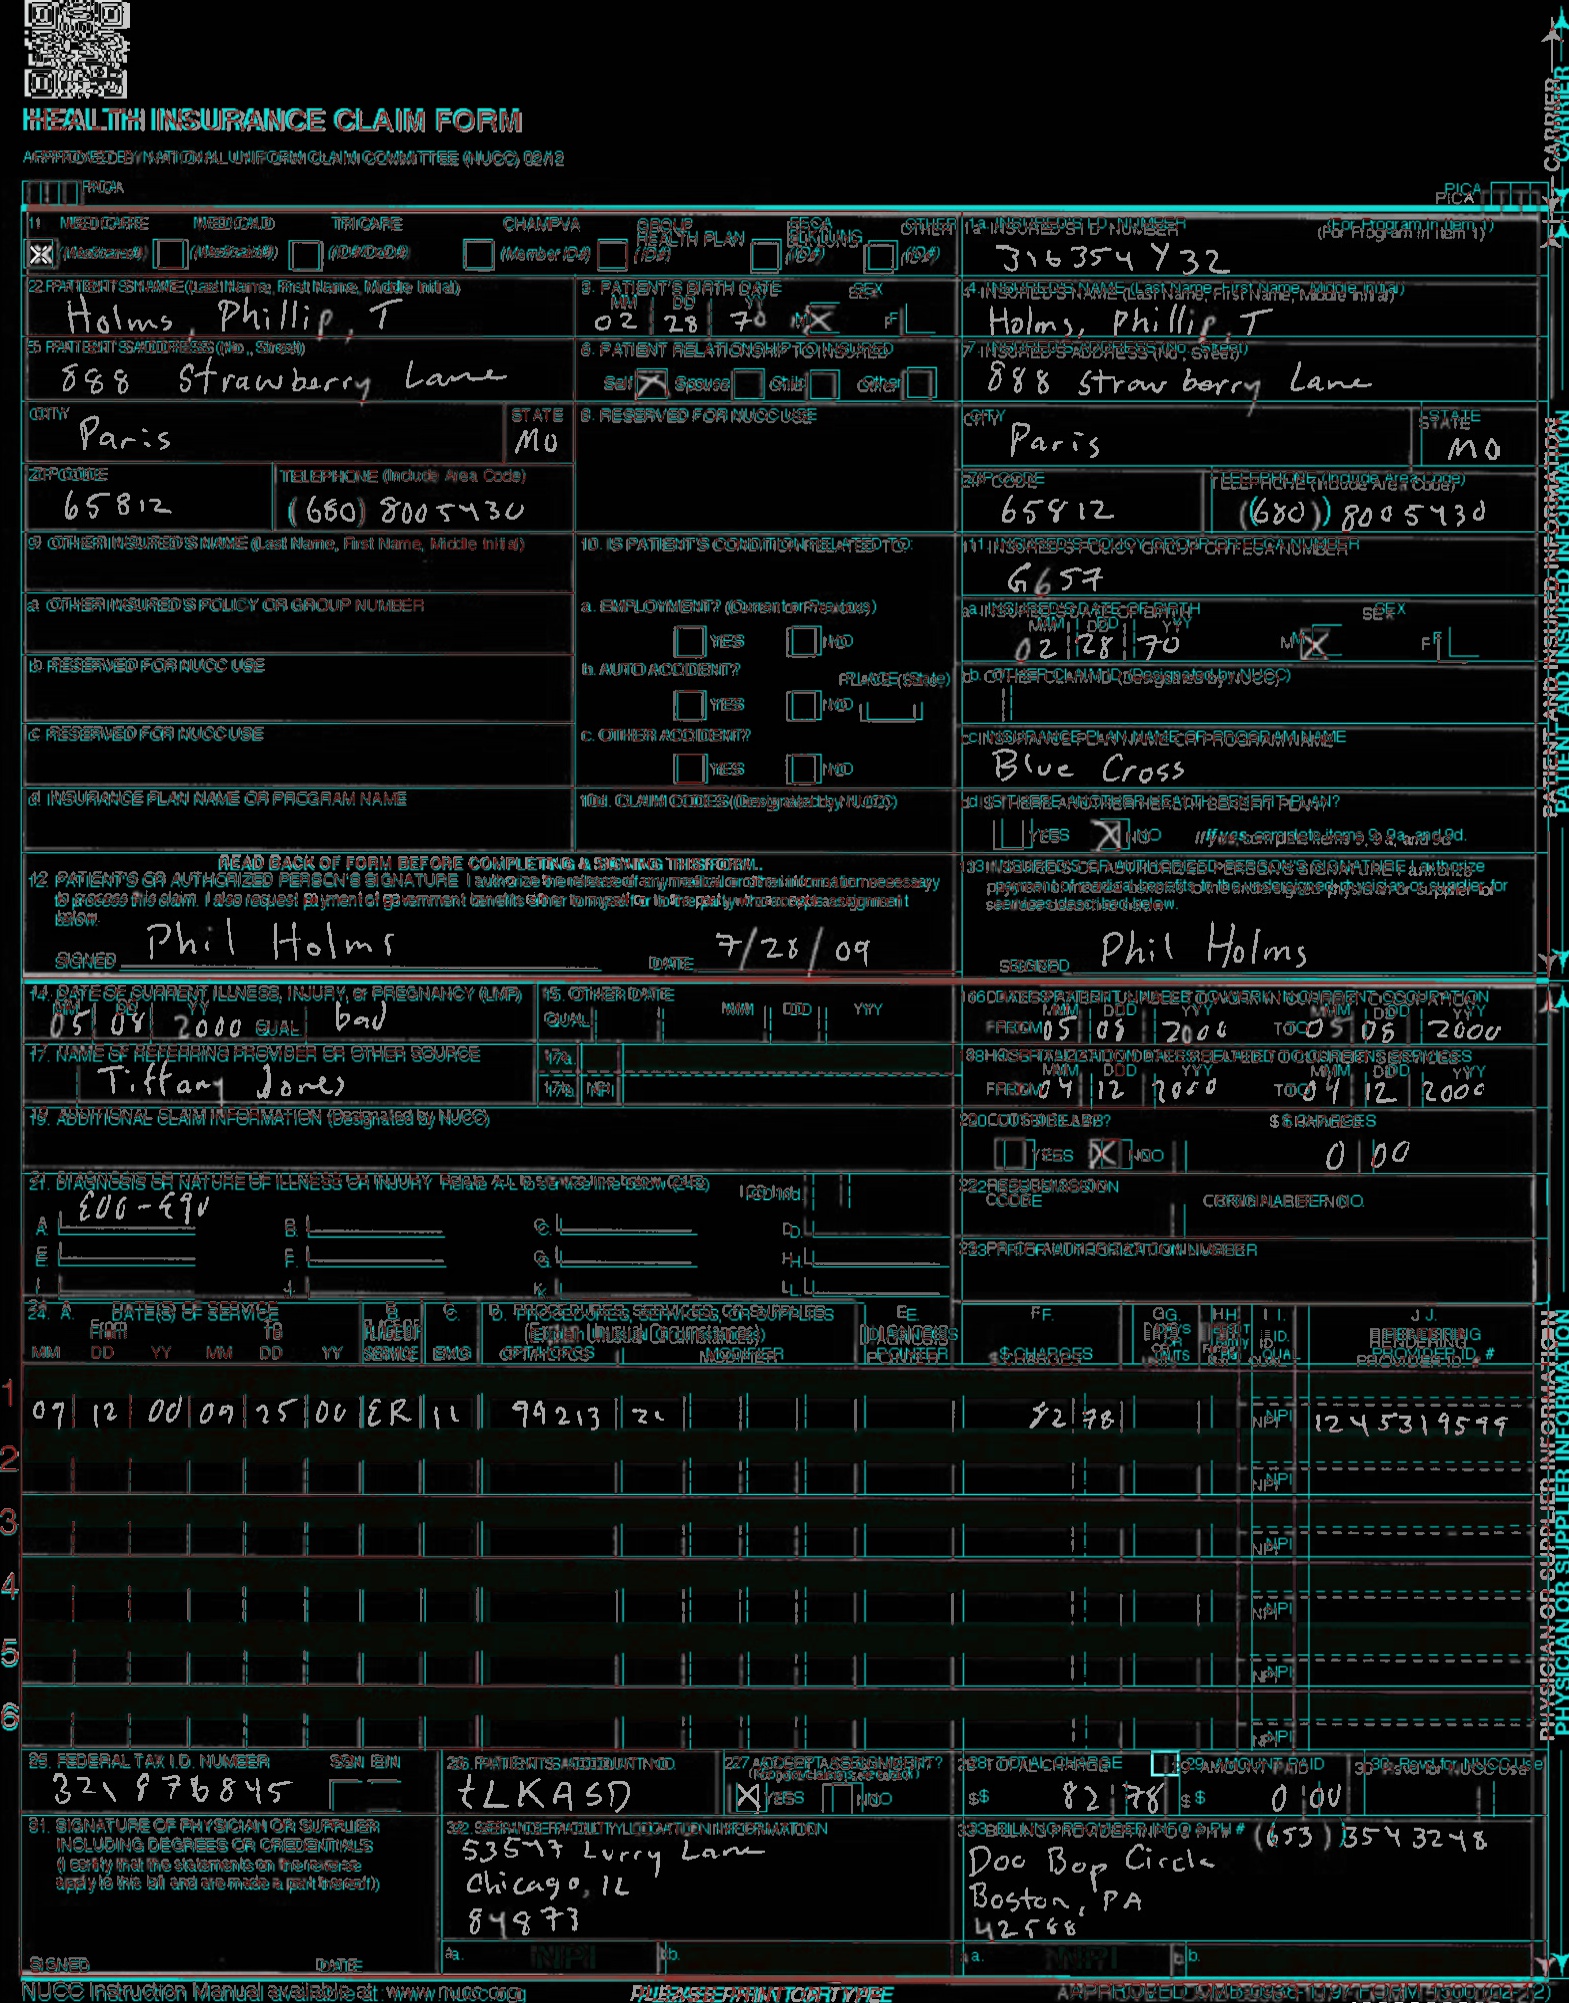 HEALTH INSURANCE CLAIM FORM
APPROVED BY NATIONAL UNIFORM CLAIM COMMITTEE (NUCC) 02/12
PICA
PICA
CARRIER
1. MEDICARE MEDICAID TRICARE CHAMPVA GROUP HEALTH PLAN FECA BLK LUNG OTHER
(Medicare#) (Medicaid#) (ID#/DoD#) (Member ID#) (ID#) (ID#) (ID#)
1a. INSURED'S I.D. NUMBER (For Program in Item 1)
316354Y32
2. PATIENT'S NAME (Last Name, First Name, Middle Initial)
Holms, Phillip, T
3. PATIENT'S BIRTH DATE SEX
MM DD YY
02 28 70 M X F
4. INSURED'S NAME (Last Name, First Name, Middle Initial)
Holms, Phillip, T
5. PATIENT'S ADDRESS (No., Street)
888 Strawberry Lane
6. PATIENT RELATIONSHIP TO INSURED
Self X Spouse Child Other
7. INSURED'S ADDRESS (No., Street)
888 Strawberry Lane
CITY STATE
Paris MO
8. RESERVED FOR NUCC USE
CITY STATE
Paris MO
ZIP CODE TELEPHONE (Include Area Code)
65812 (680) 8005430
ZIP CODE TELEPHONE (Include Area Code)
65812 (680) 8005430
9. OTHER INSURED'S NAME (Last Name, First Name, Middle Initial)
10. IS PATIENT'S CONDITION RELATED TO:
11. INSURED'S POLICY GROUP OR FECA NUMBER
G657
a. OTHER INSURED'S POLICY OR GROUP NUMBER
a. EMPLOYMENT? (Current or Previous)
YES NO
a. INSURED'S DATE OF BIRTH SEX
MM DD YY
02 28 70 M X F
b. RESERVED FOR NUCC USE
b. AUTO ACCIDENT? PLACE (State)
YES NO
b. OTHER CLAIM ID (Designated by NUCC)
c. RESERVED FOR NUCC USE
c. OTHER ACCIDENT?
YES NO
c. INSURANCE PLAN NAME OR PROGRAM NAME
Blue Cross
d. INSURANCE PLAN NAME OR PROGRAM NAME
10d. CLAIM CODES (Designated by NUCC)
d. IS THERE ANOTHER HEALTH BENEFIT PLAN?
YES X NO If yes, complete items 9, 9a, and 9d.
PATIENT AND INSURED INFORMATION
READ BACK OF FORM BEFORE COMPLETING & SIGNING THIS FORM.
12. PATIENT'S OR AUTHORIZED PERSON'S SIGNATURE I authorize the release of any medical or other information necessary
to process this claim. I also request payment of government benefits either to myself or to the party who accepts assignment
below.
SIGNED Phil Holms DATE 7/28/09
13. INSURED'S OR AUTHORIZED PERSON'S SIGNATURE I authorize
payment of medical benefits to the undersigned physician or supplier for
services described below.
SIGNED Phil Holms
14. DATE OF CURRENT ILLNESS, INJURY, or PREGNANCY (LMP)
MM DD YY
05 08 2000 QUAL. bad
15. OTHER DATE
QUAL. MM DD YY
16. DATES PATIENT UNABLE TO WORK IN CURRENT OCCUPATION
MM DD YY MM DD YY
FROM 05 08 2000 TO 05 08 2000
17. NAME OF REFERRING PROVIDER OR OTHER SOURCE
Tiffany Jones
17a.
17b. NPI
18. HOSPITALIZATION DATES RELATED TO CURRENT SERVICES
MM DD YY MM DD YY
FROM 04 12 2000 TO 04 12 2000
19. ADDITIONAL CLAIM INFORMATION (Designated by NUCC)
20. OUTSIDE LAB? $ CHARGES
YES X NO 0 00
21. DIAGNOSIS OR NATURE OF ILLNESS OR INJURY Relate A-L to service line below (24E) ICD Ind.
A. E00-E90 B. C. D.
E. F. G. H.
I. J. K. L.
22. RESUBMISSION
CODE ORIGINAL REF. NO.
23. PRIOR AUTHORIZATION NUMBER
24. A. DATE(S) OF SERVICE B. C. D. PROCEDURES, SERVICES, OR SUPPLIES E. F. G. H. I. J.
From To PLACE OF (Explain Unusual Circumstances) DIAGNOSIS DAYS OR UNITS ID. RENDERING
MM DD YY MM DD YY SERVICE EMG CPT/HCPCS MODIFIER POINTER $ CHARGES QUAL. PROVIDER ID. #
1 09 12 00 09 25 00 ER 11 99213 21 82 78 NPI 1245319599
2 NPI
3 NPI
4 NPI
5 NPI
6 NPI
PHYSICIAN OR SUPPLIER INFORMATION
25. FEDERAL TAX I.D. NUMBER SSN EIN
321876845
26. PATIENT'S ACCOUNT NO.
tLKASD
27. ACCEPT ASSIGNMENT?
X YES NO
28. TOTAL CHARGE
$ 82 78
29. AMOUNT PAID
$ 0 00
30. Rsvd for NUCC Use
31. SIGNATURE OF PHYSICIAN OR SUPPLIER
INCLUDING DEGREES OR CREDENTIALS
(I certify that the statements on the reverse
apply to this bill and are made a part thereof.)
SIGNED DATE
32. SERVICE FACILITY LOCATION INFORMATION
53577 Lurry Lane
Chicago, IL
84873
a. NPI b.
33. BILLING PROVIDER INFO & PH # (653) 3543248
Doo Bop Circle
Boston, PA
42588
a. NPI b.
NUCC Instruction Manual available at: www.nucc.org
PLEASE PRINT OR TYPE